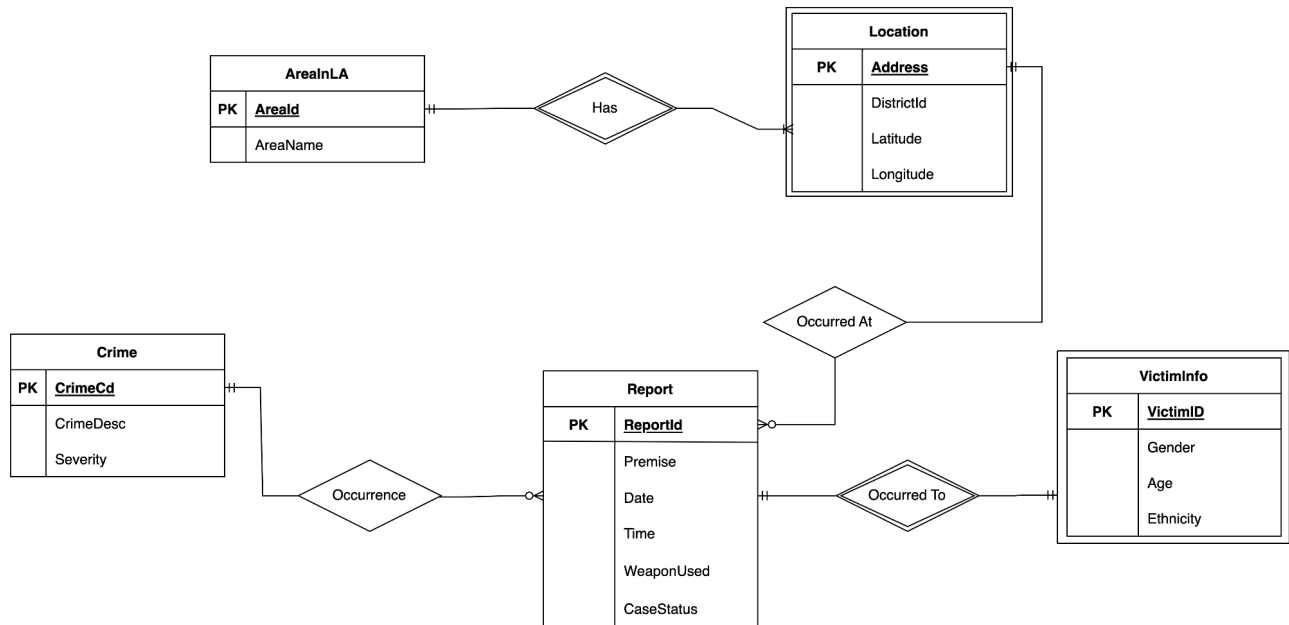 Location
PK Address
DistrictId
Latitude
Longitude
AreaInLA
PK AreaId
AreaName
Has
Occurred At
Crime
PK CrimeCd
CrimeDesc
Severity
Occurrence
Report
PK ReportId
Premise
Date
Time
WeaponUsed
CaseStatus
Occurred To
VictimInfo
PK VictimID
Gender
Age
Ethnicity